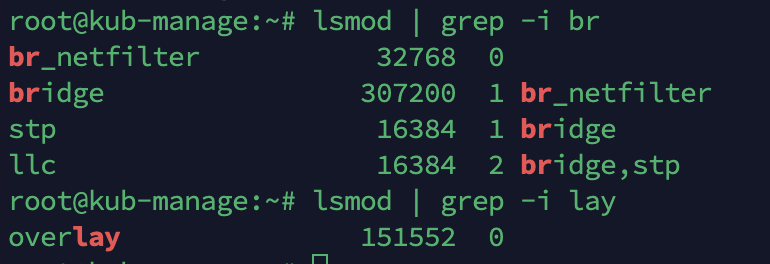 root@kub-manage:~# lsmod | grep -i br
br_netfilter           32768  0
bridge                307200  1 br_netfilter
stp                    16384  1 bridge
llc                    16384  2 bridge,stp
root@kub-manage:~# lsmod | grep -i lay
overlay               151552  0